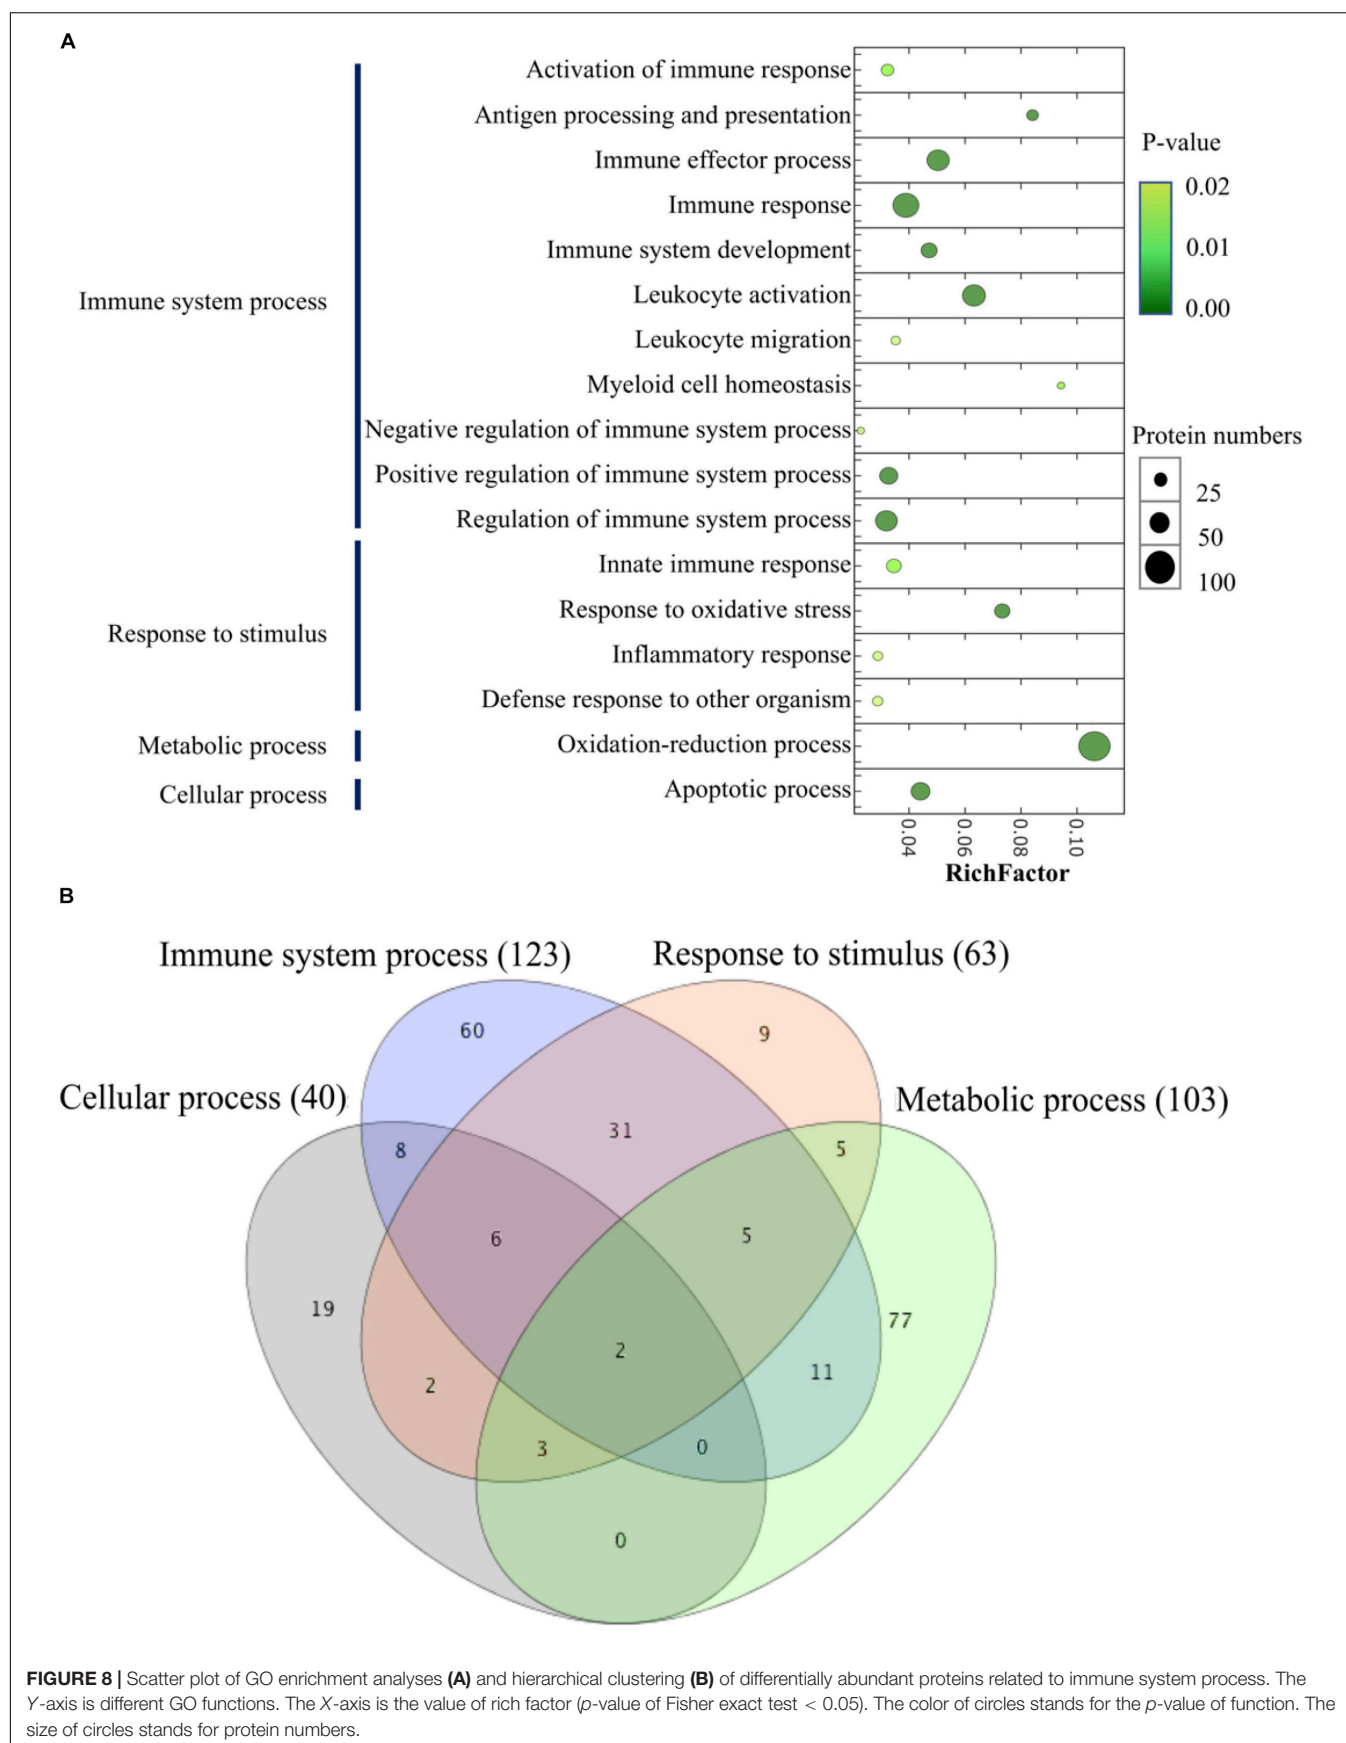 A
Activation of immune response
Antigen processing and presentation
Immune effector process
Immune response
Immune system development
Leukocyte activation
Leukocyte migration
Myeloid cell homeostasis
Negative regulation of immune system process
Positive regulation of immune system process
Regulation of immune system process
Innate immune response
Response to oxidative stress
Inflammatory response
Defense response to other organism
Oxidation-reduction process
Apoptotic process
Immune system process
Response to stimulus
Metabolic process
Cellular process
0.04 0.06 0.08 0.10
RichFactor
P-value
0.02
0.01
0.00
Protein numbers
25
50
100
B
Immune system process (123)
Response to stimulus (63)
Cellular process (40)
Metabolic process (103)
60
9
31
8
5
6
5
19
77
2
11
2
3
0
0
FIGURE 8 | Scatter plot of GO enrichment analyses (A) and hierarchical clustering (B) of differentially abundant proteins related to immune system process. The
Y-axis is different GO functions. The X-axis is the value of rich factor (p-value of Fisher exact test < 0.05). The color of circles stands for the p-value of function. The
size of circles stands for protein numbers.